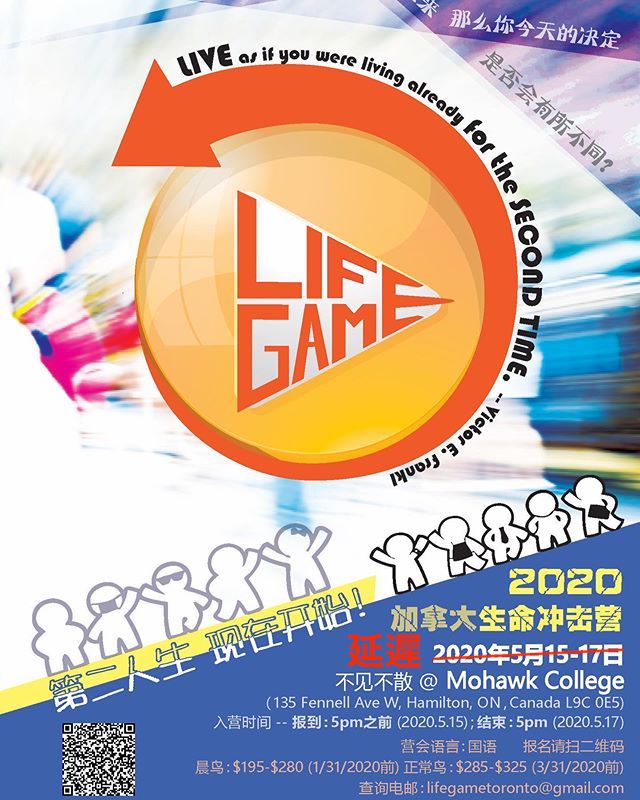 来 那么你今天的决定
是否会有所不同?
LIVE as if you were living already for the SECOND TIME. -- Victor E. Frankl
LIFE
GAME
第二人生 现在开始!
2020
加拿大生命冲击营
延遲 2020年5月15-17日
不见不散 @ Mohawk College
(135 Fennell Ave W, Hamilton, ON, Canada L9C 0E5)
入营时间 -- 报到:5pm之前 (2020.5.15);结束:5pm (2020.5.17)
营会语言:国语 报名请扫二维码
晨鸟:$195-$280 (1/31/2020前) 正常鸟:$285-$325 (3/31/2020前)
查询电邮:lifegametoronto@gmail.com